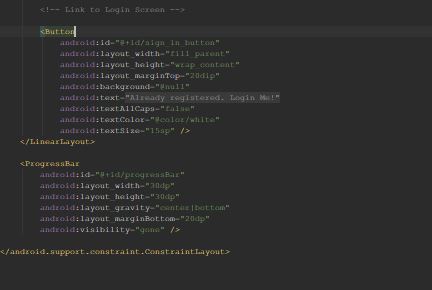 <!-- Link to Login Screen -->
<Button
android:id="@+id/sign_in_button"
android:layout_width="fill_parent"
android:layout_height="wrap_content"
android:layout_marginTop="20dip"
android:background="@null"
android:text="Already registered. Login Me!"
android:textAllCaps="false"
android:textColor="@color/white"
android:textSize="15sp" />
</LinearLayout>
<ProgressBar
android:id="@+id/progressBar"
android:layout_width="30dp"
android:layout_height="30dp"
android:layout_gravity="center|bottom"
android:layout_marginBottom="20dp"
android:visibility="gone" />
</android.support.constraint.ConstraintLayout>